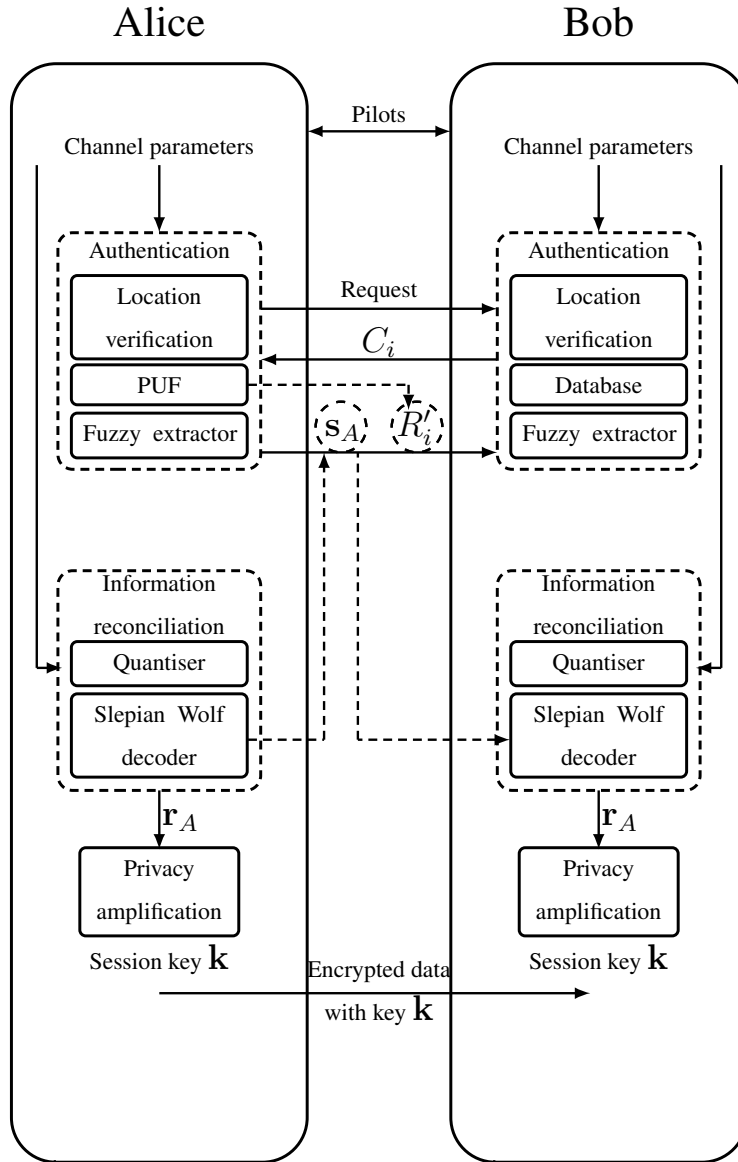 Alice
Bob
Pilots
Channel parameters
Channel parameters
Authentication
Authentication
Location
verification
Location
verification
Request
C_i
PUF
Database
Fuzzy extractor
s_A
R'_i
Fuzzy extractor
Information
reconciliation
Information
reconciliation
Quantiser
Quantiser
Slepian Wolf
decoder
Slepian Wolf
decoder
r_A
r_A
Privacy
amplification
Privacy
amplification
Session key k
Session key k
Encrypted data
with key k